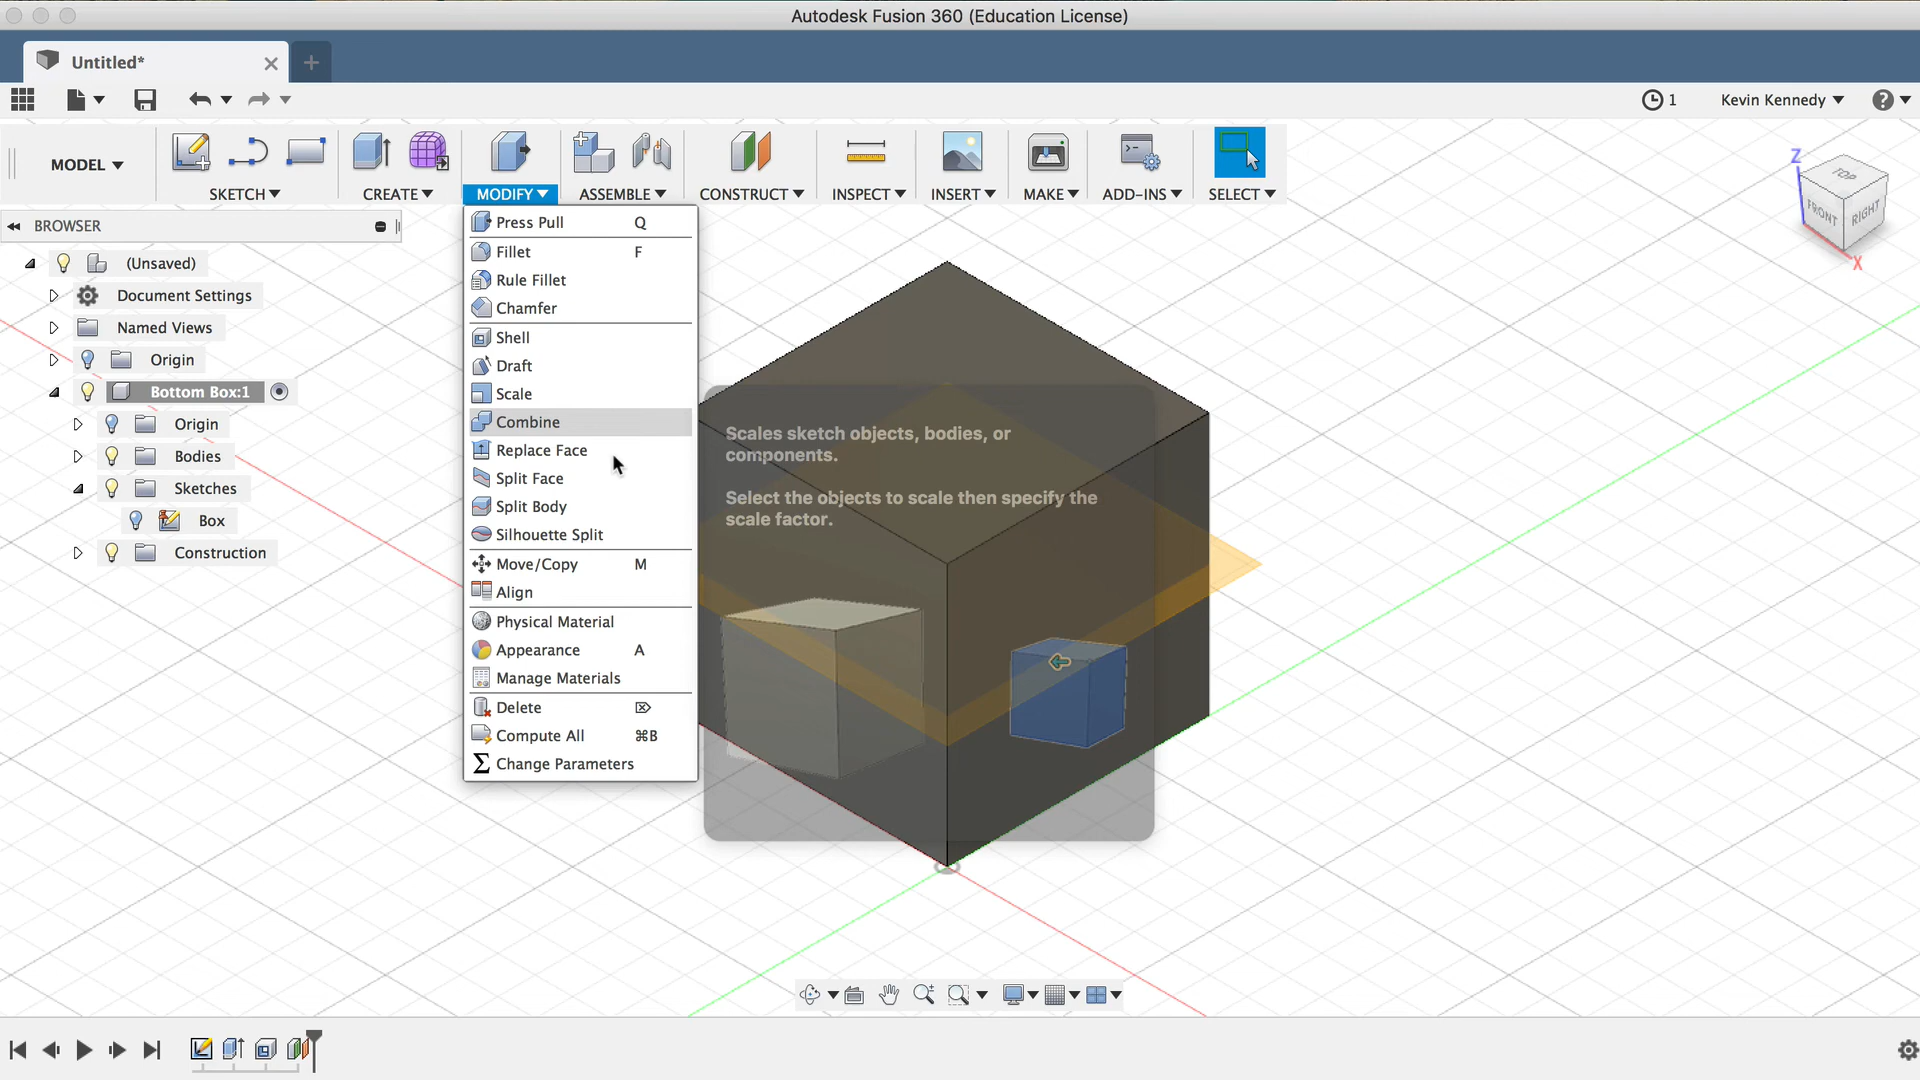 Autodesk Fusion 360 (Education License)
Untitled*
1
Kevin Kennedy
?
MODEL
SKETCH
CREATE
MODIFY
ASSEMBLE
CONSTRUCT
INSPECT
INSERT
MAKE
ADD-INS
SELECT
BROWSER
(Unsaved)
Document Settings
Named Views
Origin
Bottom Box:1
Origin
Bodies
Sketches
Box
Construction
Press Pull Q
Fillet F
Rule Fillet
Chamfer
Shell
Draft
Scale
Combine
Replace Face
Split Face
Split Body
Silhouette Split
Move/Copy M
Align
Physical Material
Appearance A
Manage Materials
Delete ⌦
Compute All ⌘B
Change Parameters
Scales sketch objects, bodies, or
components.
Select the objects to scale then specify the
scale factor.
Z
TOP
FRONT
RIGHT
X